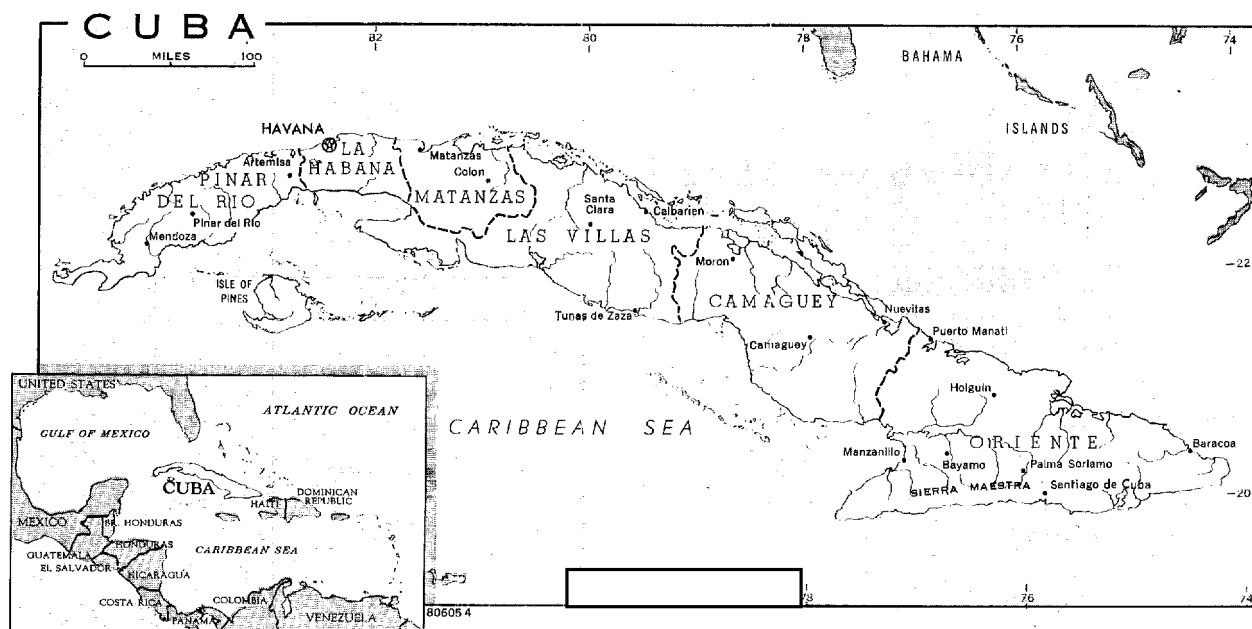 CUBA
0 MILES 100
82
80
78
76
74
BAHAMA
ISLANDS
HAVANA
LA
HABANA
Artemisa
PINAR
DEL RIO
Pinar del Rio
Mendoza
Matanzas
Colon
MATANZAS
Santa
Clara
Caibarien
LAS VILLAS
ISLE OF
PINES
Tunas de Zaza
Moron
CAMAGUEY
Camaguey
Nuevitas
Puerto Manati
22
Holguin
ORIENTE
Manzanillo
Bayamo
Palma Soriamo
SIERRA MAESTRA
Santiago de Cuba
Baracoa
20
CARIBBEAN SEA
UNITED STATES
ATLANTIC OCEAN
GULF OF MEXICO
CUBA
HAITI
DOMINICAN
REPUBLIC
MEXICO
BR. HONDURAS
HONDURAS
GUATEMALA
EL SALVADOR
NICARAGUA
CARIBBEAN SEA
COSTA RICA
PANAMA
COLOMBIA
VENEZUELA
806054
78
76
74